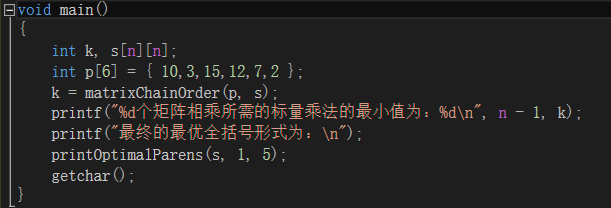 void main()
{
int k, s[n][n];
int p[6] = { 10,3,15,12,7,2 };
k = matrixChainOrder(p, s);
printf("%d个矩阵相乘所需的标量乘法的最小值为：%d\n", n - 1, k);
printf("最终的最优全括号形式为：\n");
printOptimalParens(s, 1, 5);
getchar();
}